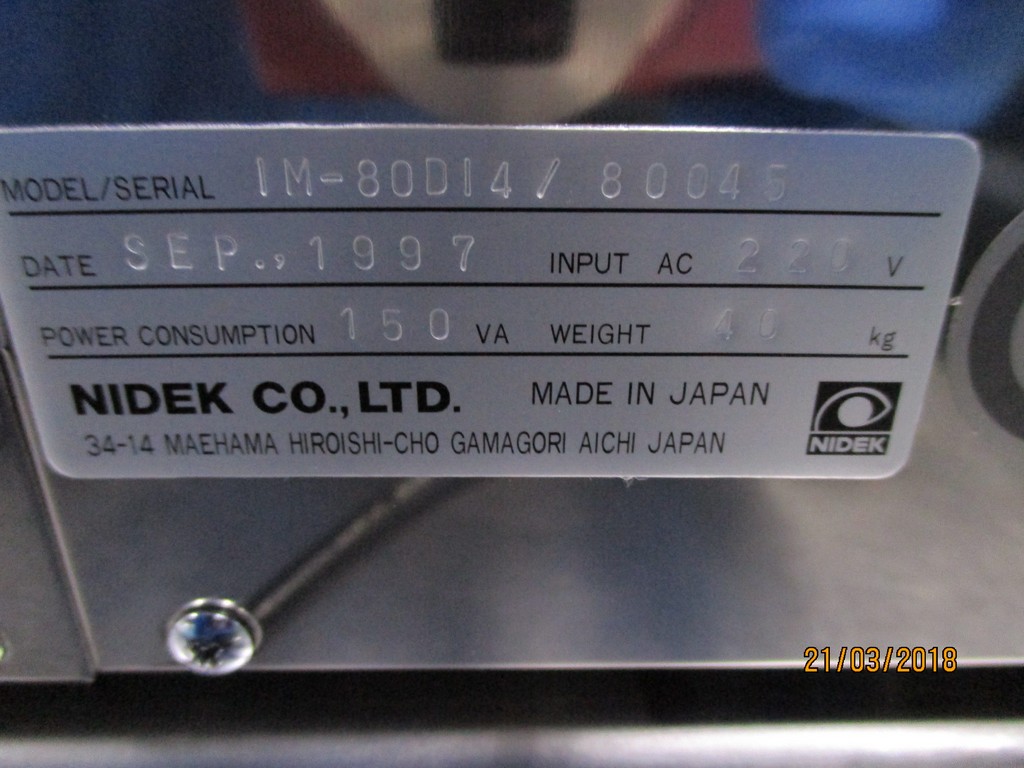 MODEL/SERIAL IM-80D14/80045
DATE SEP., 1997 INPUT AC 220 V
POWER CONSUMPTION 150 VA WEIGHT 40 kg
NIDEK CO., LTD. MADE IN JAPAN
34-14 MAEHAMA HIROISHI-CHO GAMAGORI AICHI JAPAN
NIDEK
21/03/2018